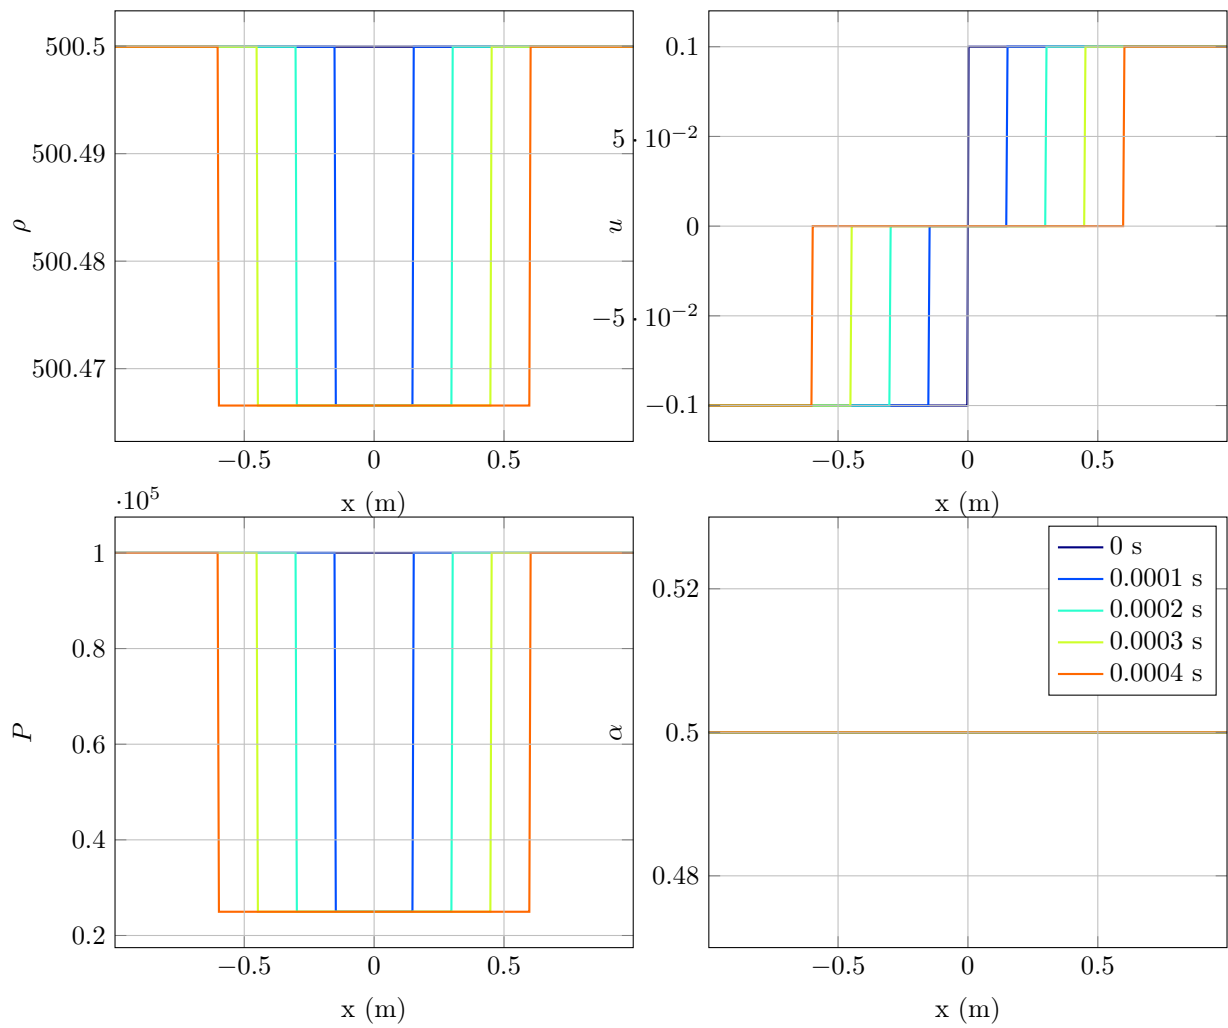 500.5
500.49
500.48
500.47
ρ
−0.5 0 0.5
x (m)
0.1
5 · 10−2
0
−5 · 10−2
−0.1
u
−0.5 0 0.5
x (m)
·10^5
1
0.8
0.6
0.4
0.2
P
−0.5 0 0.5
x (m)
0.52
0.5
0.48
α
−0.5 0 0.5
x (m)
0 s
0.0001 s
0.0002 s
0.0003 s
0.0004 s